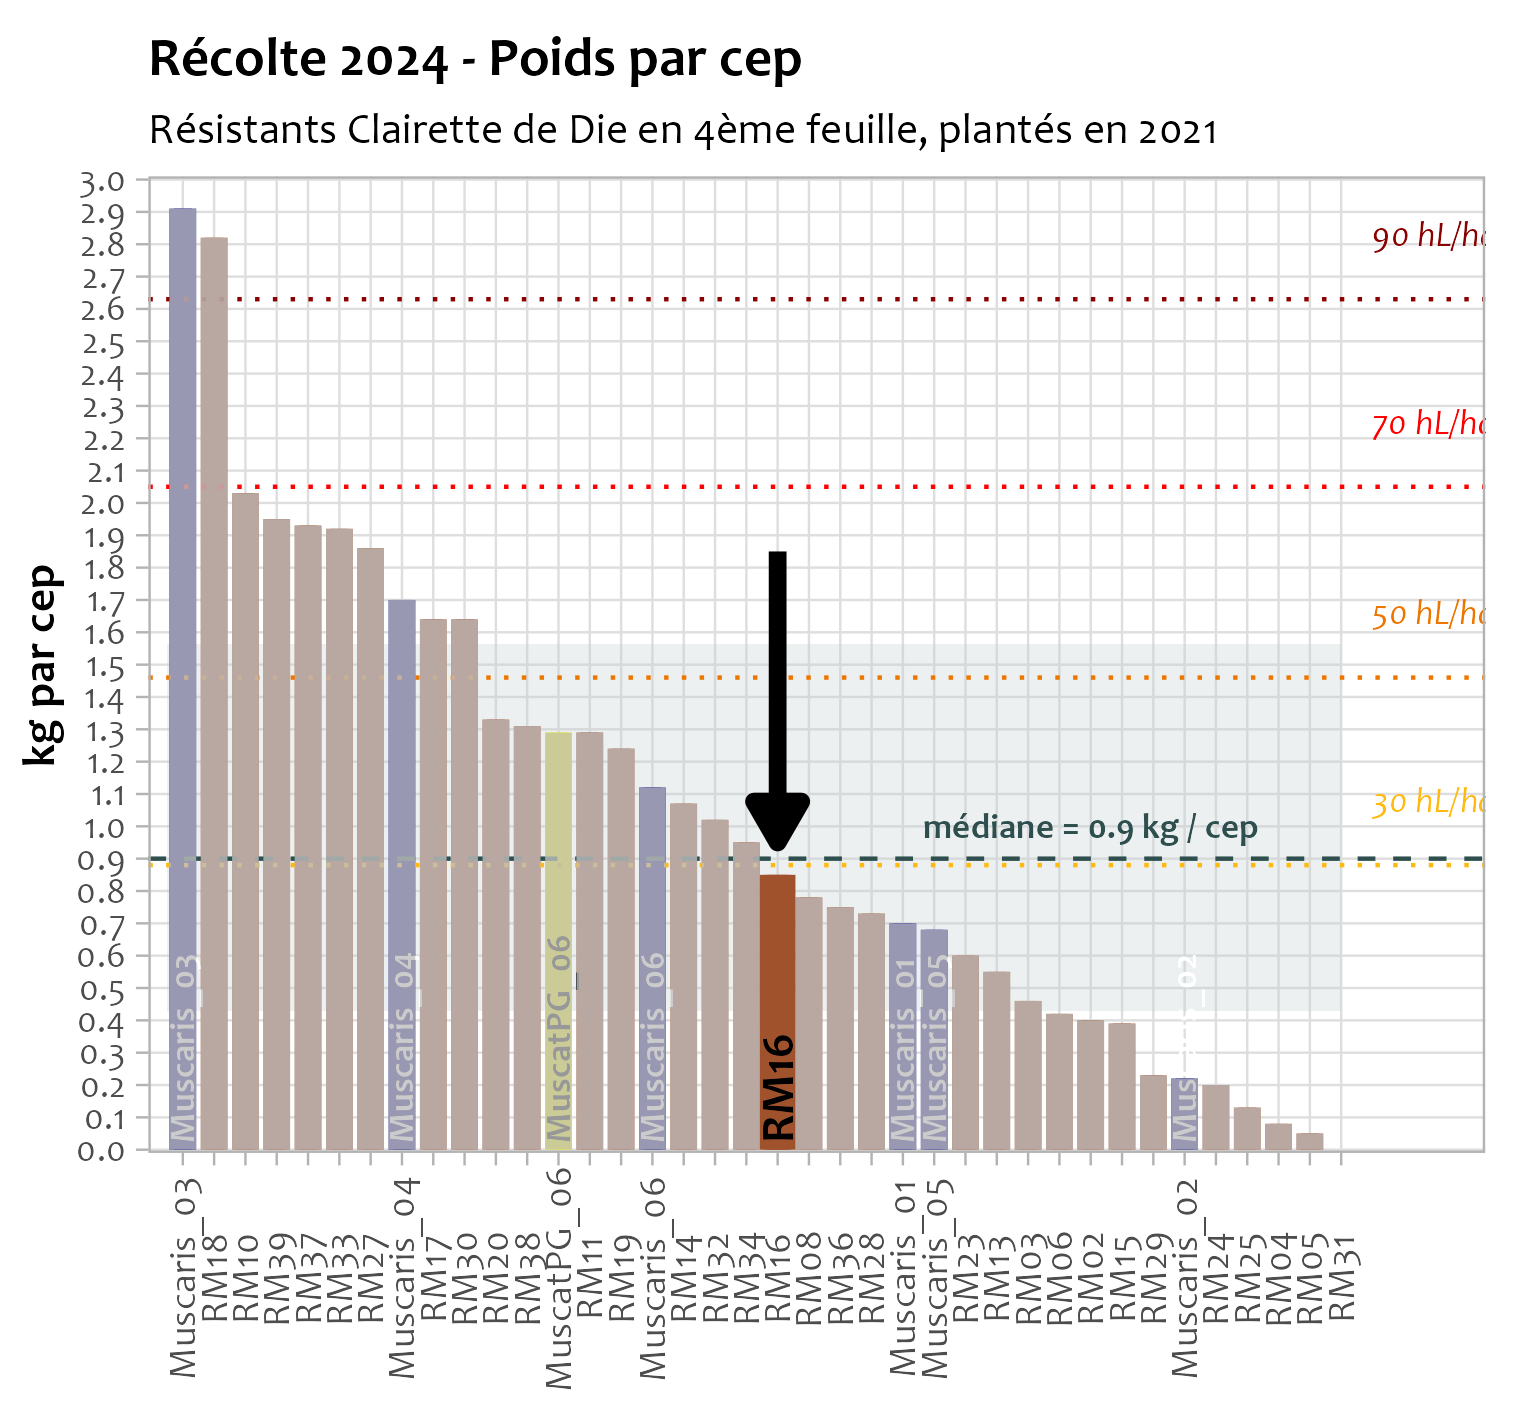 Récolte 2024 - Poids par cep
Résistants Clairette de Die en 4ème feuille, plantés en 2021
kg par cep
3.0
2.9
2.8
2.7
2.6
2.5
2.4
2.3
2.2
2.1
2.0
1.9
1.8
1.7
1.6
1.5
1.4
1.3
1.2
1.1
1.0
0.9
0.8
0.7
0.6
0.5
0.4
0.3
0.2
0.1
0.0
90 hL/ha
70 hL/ha
50 hL/ha
30 hL/ha
médiane = 0.9 kg / cep
Muscaris_03
Muscaris_04
MuscatPG_06
Muscaris_06
RM16
Muscaris_01
Muscaris_05
Muscaris_02
Muscaris_03
RM18
RM10
RM39
RM37
RM33
RM27
Muscaris_04
RM17
RM30
RM20
RM38
MuscatPG_06
RM11
RM19
Muscaris_06
RM14
RM32
RM34
RM16
RM08
RM36
RM28
Muscaris_01
Muscaris_05
RM23
RM13
RM03
RM06
RM02
RM15
RM29
Muscaris_02
RM24
RM25
RM04
RM05
RM31